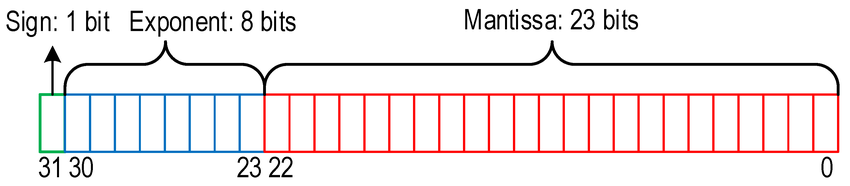 Sign: 1 bit Exponent: 8 bits Mantissa: 23 bits
31 30 23 22 0